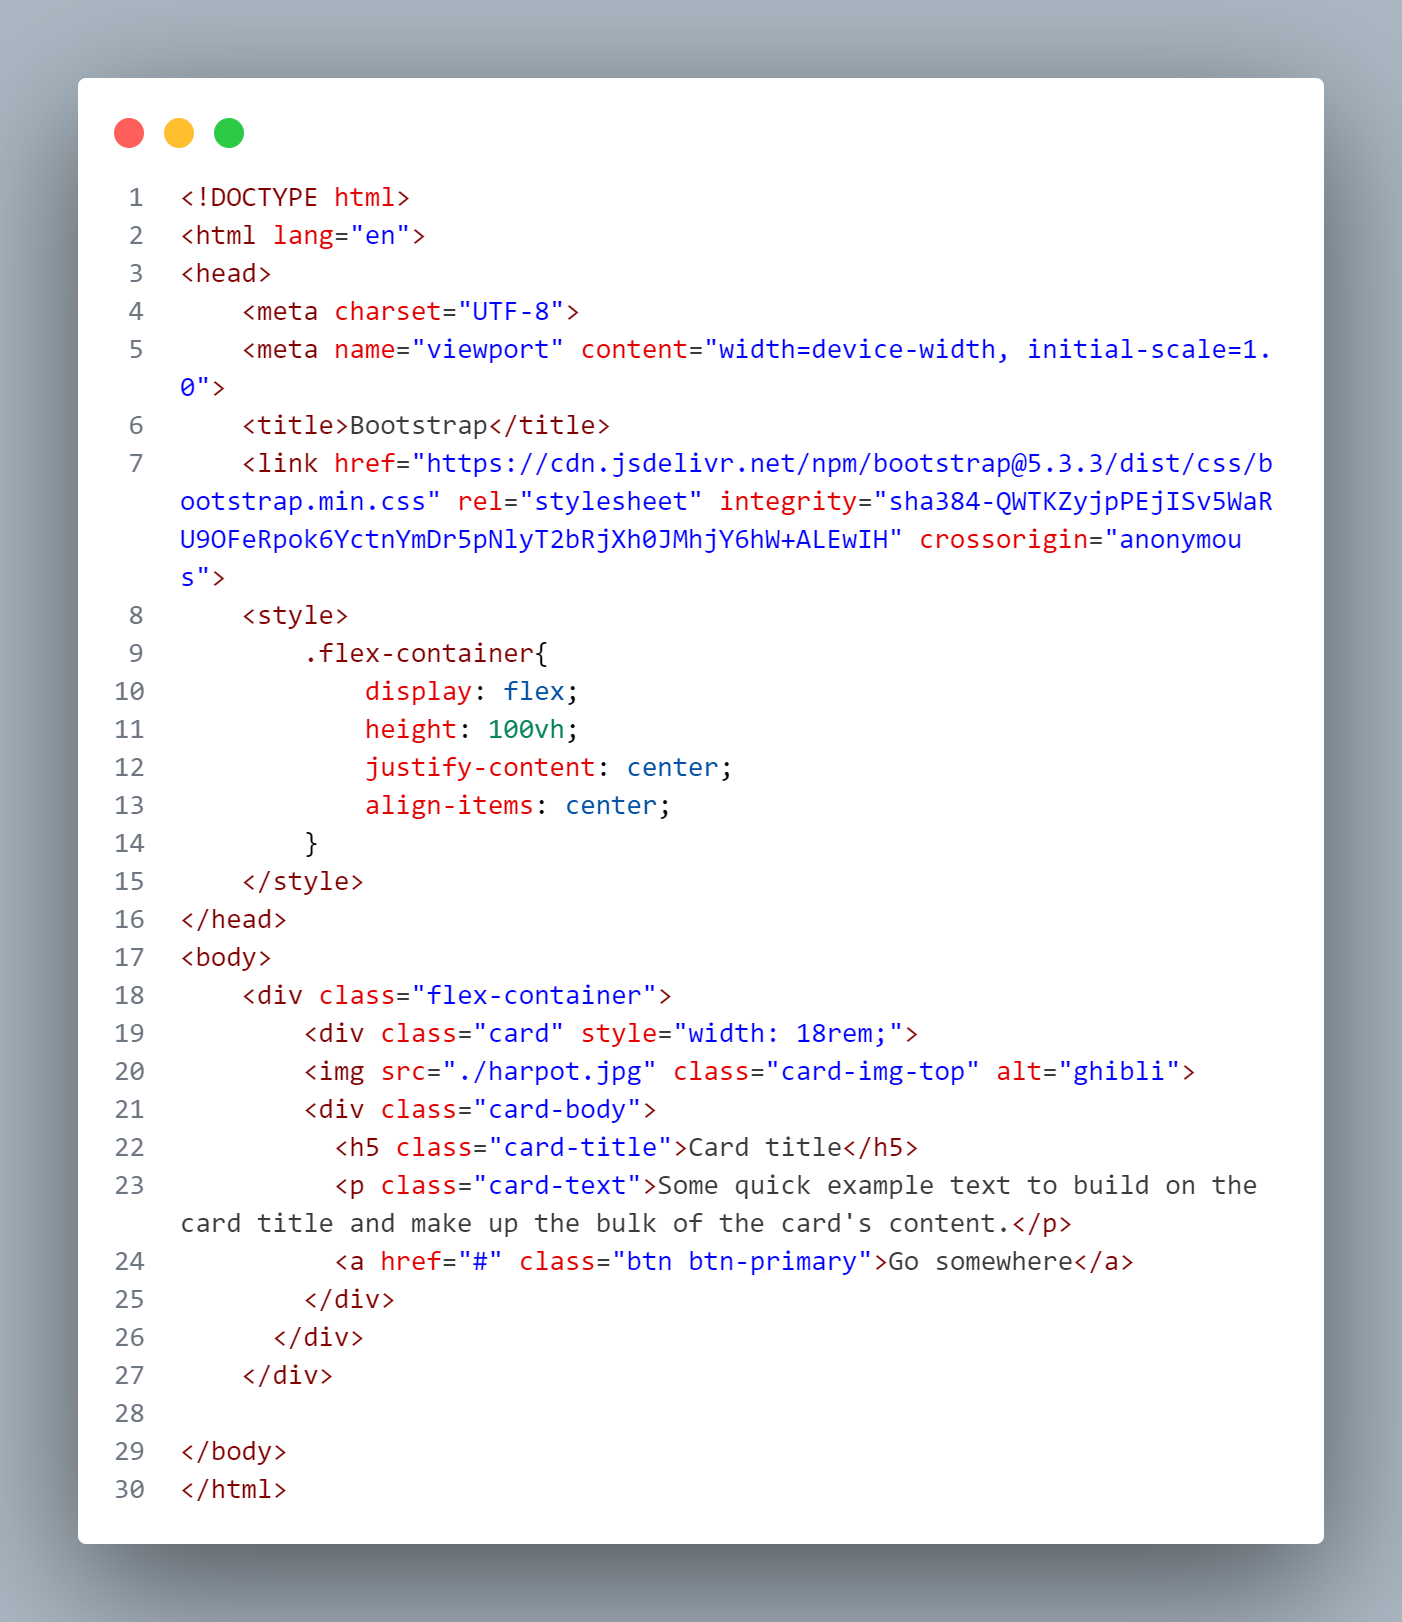 1 <!DOCTYPE html>
2 <html lang="en">
3 <head>
4     <meta charset="UTF-8">
5     <meta name="viewport" content="width=device-width, initial-scale=1.
0">
6     <title>Bootstrap</title>
7     <link href="https://cdn.jsdelivr.net/npm/bootstrap@5.3.3/dist/css/b
ootstrap.min.css" rel="stylesheet" integrity="sha384-QWTKZyjpPEjISv5WaR
U9OFeRpok6YctnYmDr5pNlyT2bRjXh0JMhjY6hW+ALEwIH" crossorigin="anonymou
s">
8     <style>
9         .flex-container{
10             display: flex;
11             height: 100vh;
12             justify-content: center;
13             align-items: center;
14         }
15     </style>
16 </head>
17 <body>
18     <div class="flex-container">
19         <div class="card" style="width: 18rem;">
20         <img src="./harpot.jpg" class="card-img-top" alt="ghibli">
21         <div class="card-body">
22           <h5 class="card-title">Card title</h5>
23           <p class="card-text">Some quick example text to build on the
card title and make up the bulk of the card's content.</p>
24           <a href="#" class="btn btn-primary">Go somewhere</a>
25         </div>
26       </div>
27     </div>
28
29 </body>
30 </html>